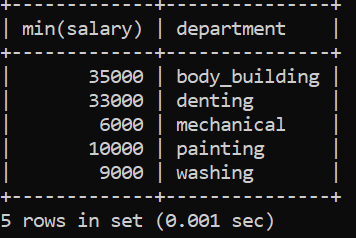 +-------------+---------------+
| min(salary) | department    |
+-------------+---------------+
|       35000 | body_building |
|       33000 | denting       |
|        6000 | mechanical    |
|       10000 | painting      |
|        9000 | washing       |
+-------------+---------------+
5 rows in set (0.001 sec)